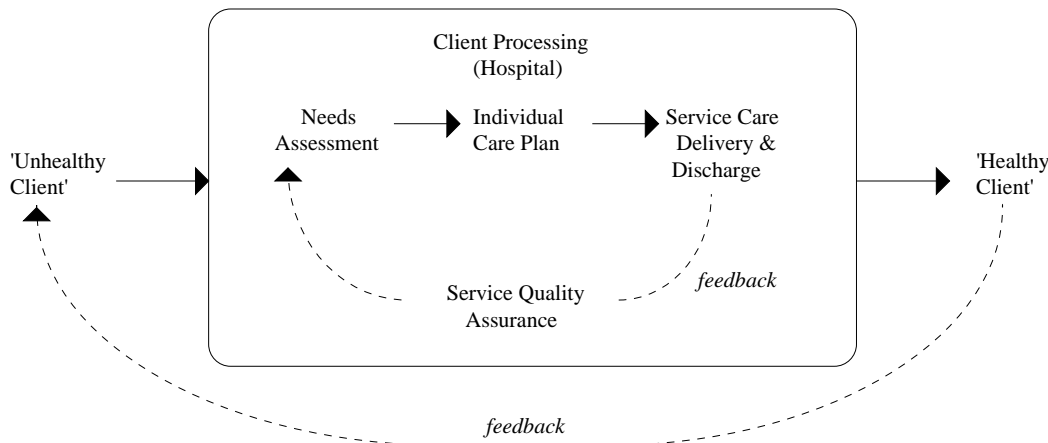 Client Processing
(Hospital)
Needs
Assessment
Individual
Care Plan
Service Care
Delivery &
Discharge
'Unhealthy
Client'
'Healthy
Client'
Service Quality
Assurance
feedback
feedback